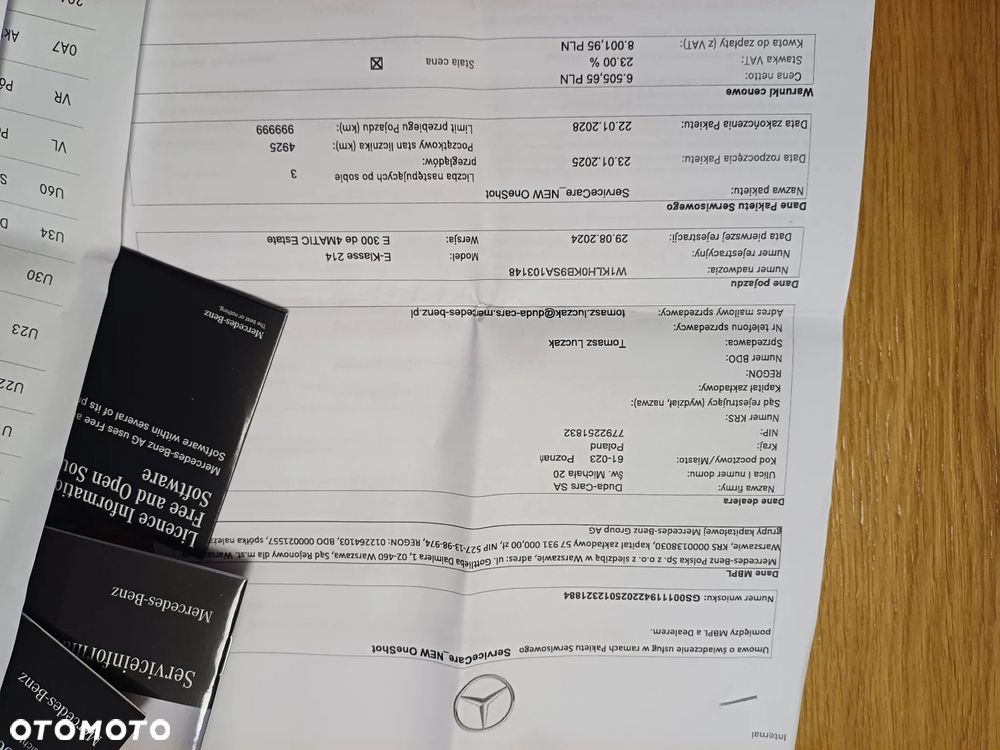 Internal
Umowa o świadczenie usług w ramach Pakietu Serwisowego ServiceCare_NEW OneShot
pomiędzy MBPL a Dealerem.
Numer wniosku: GS00111942202501232 1884
Dane MBPL
Mercedes-Benz Polska Sp. z o.o. z siedzibą w Warszawie, adres: ul. Gottlieba Daimlera 1, 02-460 Warszawa, Sąd Rejonowy dla m.st.
Warszawie, KRS 0000138030, kapitał zakładowy 57 931 000,00 zł, NIP 527-13-98-974, REGON: 012164103, BDO 000021557, spółka
grupy kapitałowej Mercedes-Benz Group AG
Dane dealera
Nazwa firmy: Duda-Cars SA
Ulica i numer domu: św. Michała 20
Kod pocztowy/Miasto: 61-023 Poznań
Kraj: Poland
NIP: 7792251832
Numer KRS:
Sąd rejestrujący (wydział, nazwa):
Kapitał zakładowy:
REGON:
Numer BDO:
Sprzedawca: Tomasz Luczak
Nr telefonu sprzedawcy:
Adres mailowy sprzedawcy: tomasz.luczak@duda-cars.mercedes-benz.pl
Dane pojazdu
Numer nadwozia: W1KLH0KB9SA103148
Numer rejestracyjny: Model: E-Klasse 214
Data pierwszej rejestracji: 29.08.2024 Wersja: E 300 de 4MATIC Estate
Dane Pakietu Serwisowego
Nazwa pakietu: ServiceCare_NEW OneShot
Liczba następujących po sobie przeglądów: 3
Data rozpoczęcia Pakietu: 23.01.2025
Początkowy stan licznika (km): 4925
Data zakończenia Pakietu: 22.01.2028 Limit przebiegu Pojazdu (km): 999999
Warunki cenowe
Cena netto: 6.505,65 PLN
Stawka VAT: 23.00 % Stała cena ☒
Kwota do zapłaty (z VAT): 8.001,95 PLN
Licence Informatio
Free and Open Sou
Software
Mercedes-Benz AG uses Free a
Software within several of its p
Mercedes-Benz
The best or nothing.
Serviceinform
Mercedes-Benz
Mercedes-Benz
U22
U23
U30
U34
U60
VL
VR
0A7
OTOMOTO